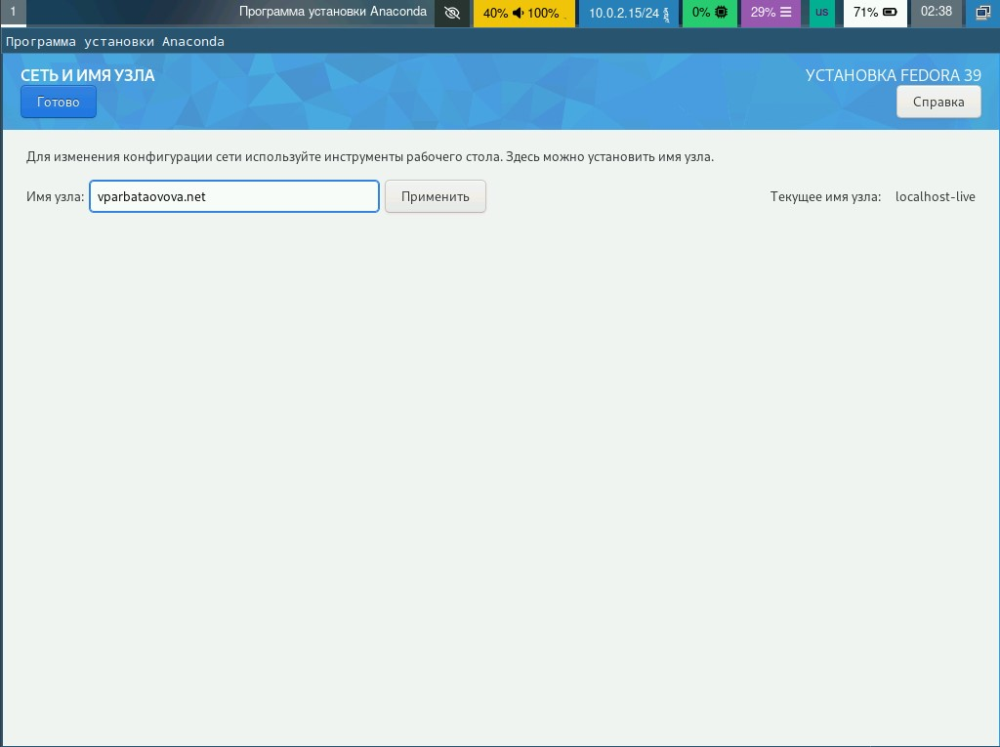 1 Программа установки Anaconda 40% 100% 10.0.2.15/24 0% 29% us 71% 02:38
Программа установки Anaconda
СЕТЬ И ИМЯ УЗЛА УСТАНОВКА FEDORA 39
Готово Справка
Для изменения конфигурации сети используйте инструменты рабочего стола. Здесь можно установить имя узла.
Имя узла: vparbataovova.net Применить Текущее имя узла: localhost-live